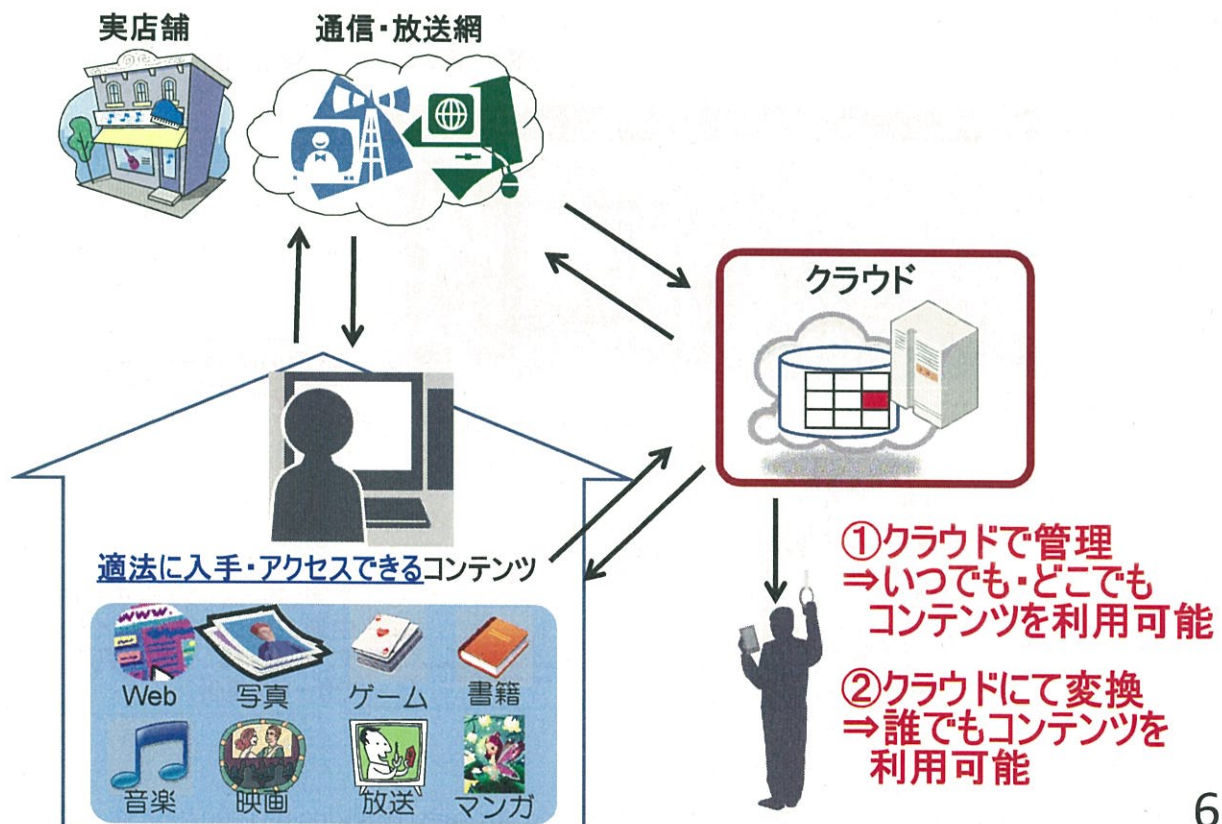 実店舗
通信・放送網
クラウド
適法に入手・アクセスできるコンテンツ
www.
Web
写真
ゲーム
書籍
音楽
映画
放送
マンガ
①クラウドで管理
⇒いつでも・どこでも
コンテンツを利用可能
②クラウドにて変換
⇒誰でもコンテンツを
利用可能
6